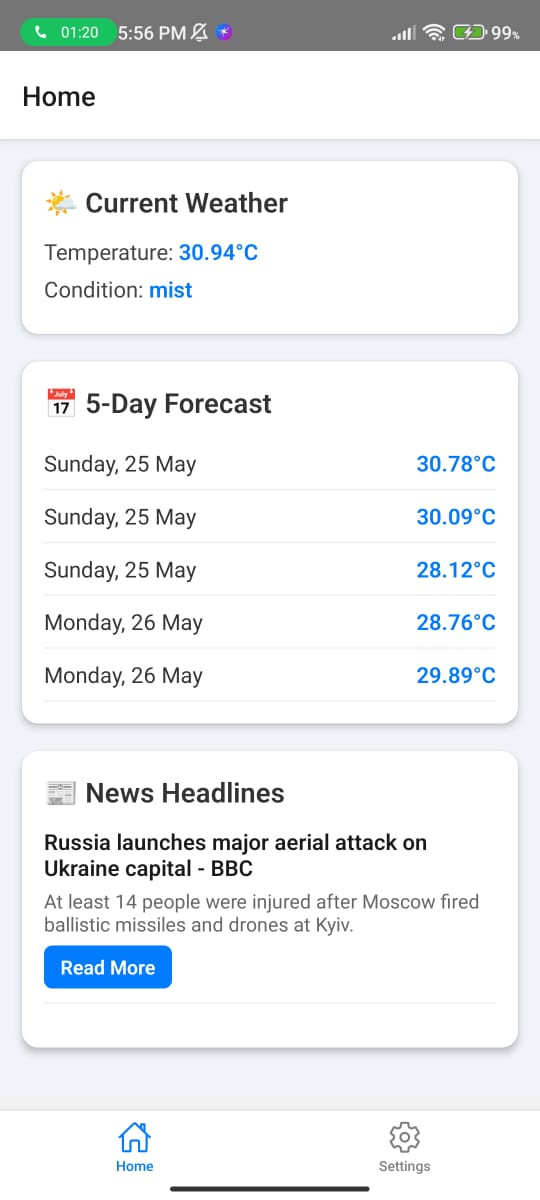 01:20 5:56 PM 99%
Home
Current Weather
Temperature: 30.94°C
Condition: mist
July
17
5-Day Forecast
Sunday, 25 May 30.78°C
Sunday, 25 May 30.09°C
Sunday, 25 May 28.12°C
Monday, 26 May 28.76°C
Monday, 26 May 29.89°C
News Headlines
Russia launches major aerial attack on
Ukraine capital - BBC
At least 14 people were injured after Moscow fired
ballistic missiles and drones at Kyiv.
Read More
Home Settings